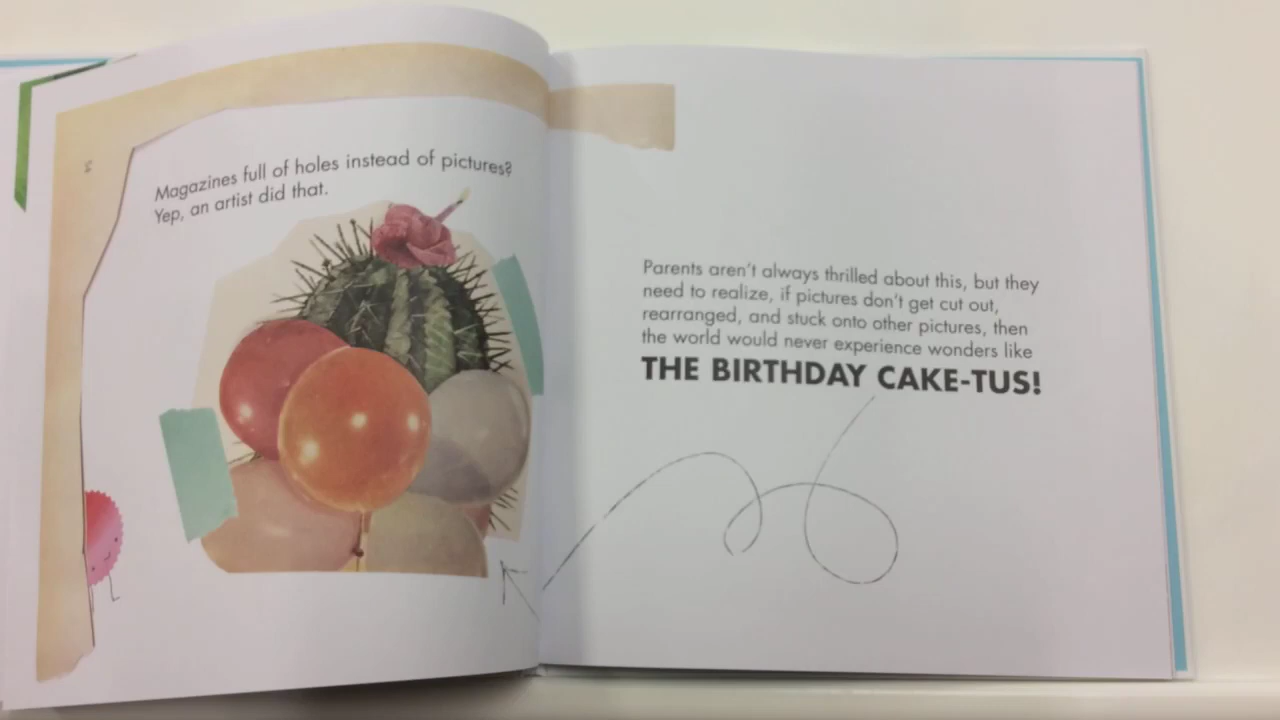 Magazines full of holes instead of pictures?
Yep, an artist did that.
Parents aren't always thrilled about this, but they
need to realize, if pictures don't get cut out,
rearranged, and stuck onto other pictures, then
the world would never experience wonders like
THE BIRTHDAY CAKE-TUS!